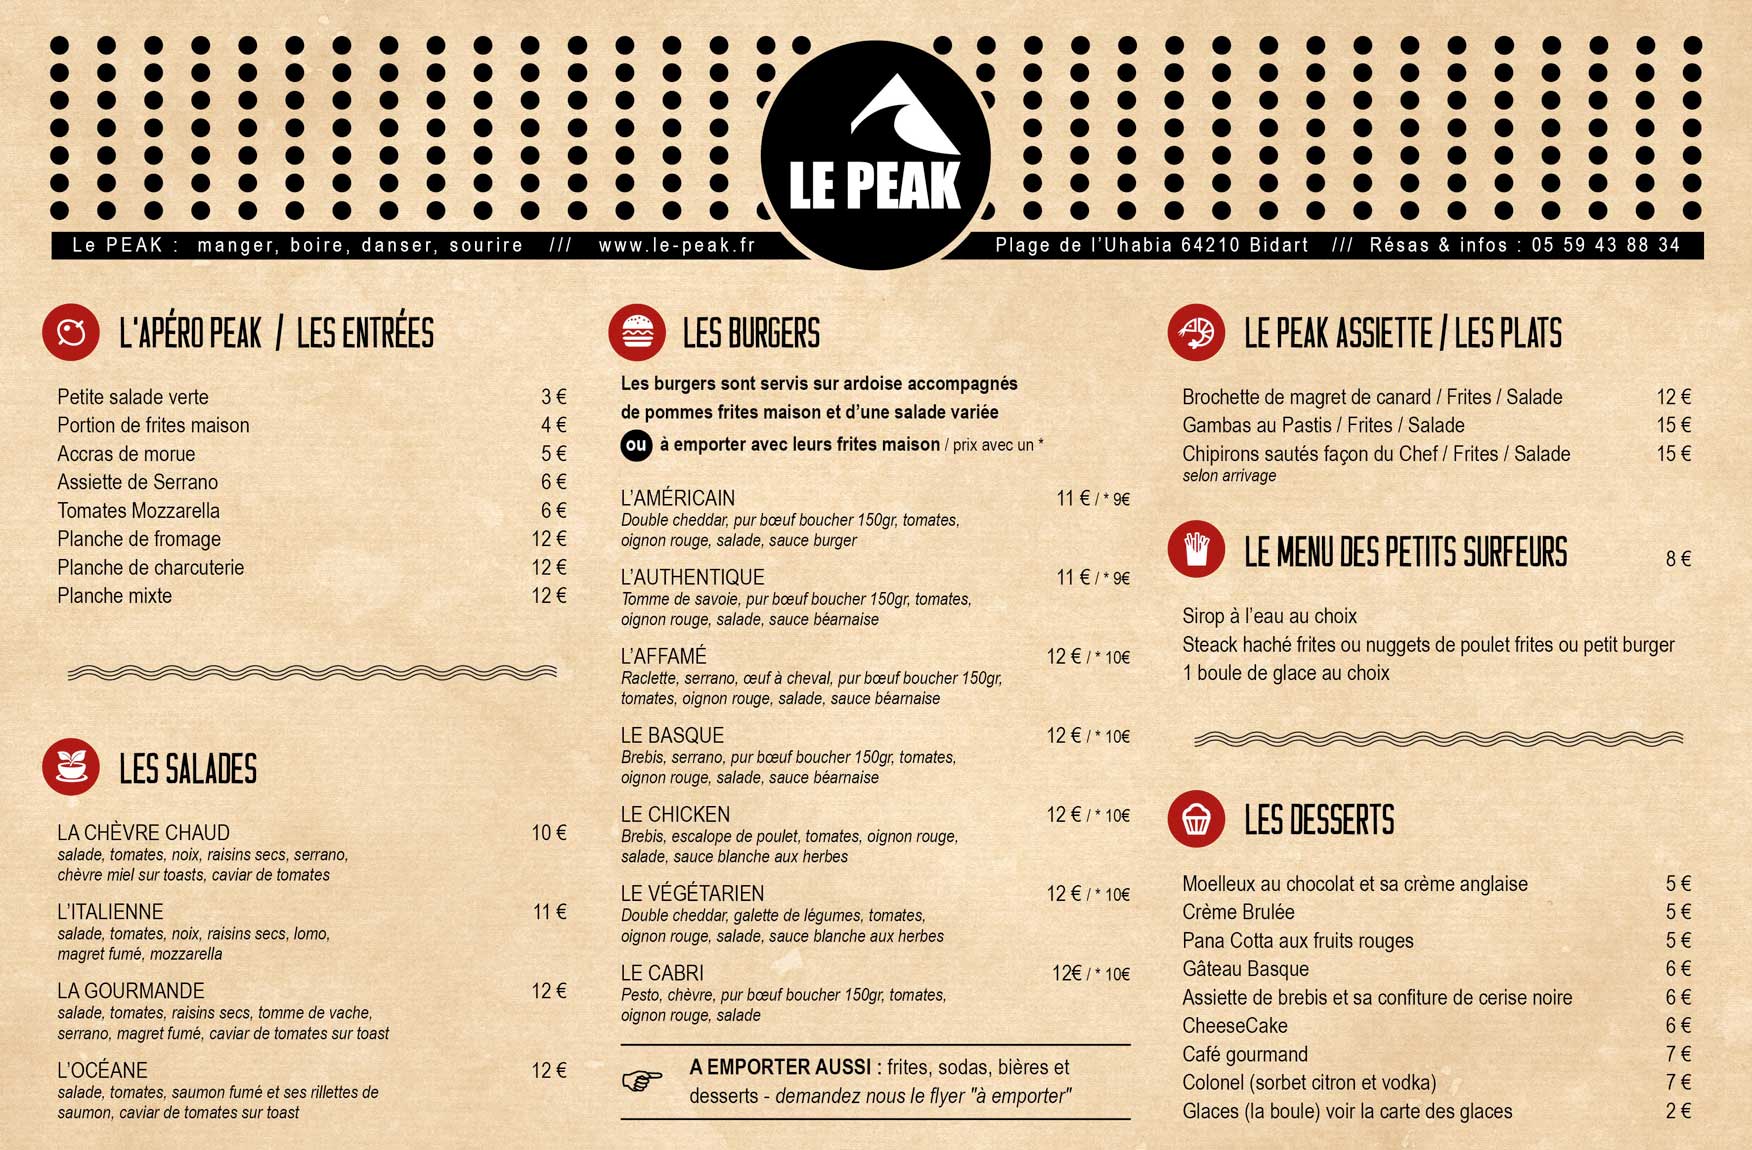 LE PEAK
Le PEAK : manger, boire, danser, sourire /// www.le-peak.fr
Plage de l'Uhabia 64210 Bidart /// Résas & infos : 05 59 43 88 34
L'APÉRO PEAK / LES ENTRÉES
Petite salade verte 3 €
Portion de frites maison 4 €
Accras de morue 5 €
Assiette de Serrano 6 €
Tomates Mozzarella 6 €
Planche de fromage 12 €
Planche de charcuterie 12 €
Planche mixte 12 €
LES SALADES
LA CHÈVRE CHAUD 10 €
salade, tomates, noix, raisins secs, serrano,
chèvre miel sur toasts, caviar de tomates
L'ITALIENNE 11 €
salade, tomates, noix, raisins secs, lomo,
magret fumé, mozzarella
LA GOURMANDE 12 €
salade, tomates, raisins secs, tomme de vache,
serrano, magret fumé, caviar de tomates sur toast
L'OCÉANE 12 €
salade, tomates, saumon fumé et ses rillettes de
saumon, caviar de tomates sur toast
LES BURGERS
Les burgers sont servis sur ardoise accompagnés
de pommes frites maison et d'une salade variée
ou à emporter avec leurs frites maison / prix avec un *
L'AMÉRICAIN 11 € / * 9€
Double cheddar, pur bœuf boucher 150gr, tomates,
oignon rouge, salade, sauce burger
L'AUTHENTIQUE 11 € / * 9€
Tomme de savoie, pur bœuf boucher 150gr, tomates,
oignon rouge, salade, sauce béarnaise
L'AFFAMÉ 12 € / * 10€
Raclette, serrano, œuf à cheval, pur bœuf boucher 150gr,
tomates, oignon rouge, salade, sauce béarnaise
LE BASQUE 12 € / * 10€
Brebis, serrano, pur bœuf boucher 150gr, tomates,
oignon rouge, salade, sauce béarnaise
LE CHICKEN 12 € / * 10€
Brebis, escalope de poulet, tomates, oignon rouge,
salade, sauce blanche aux herbes
LE VÉGÉTARIEN 12 € / * 10€
Double cheddar, galette de légumes, tomates,
oignon rouge, salade, sauce blanche aux herbes
LE CABRI 12€ / * 10€
Pesto, chèvre, pur bœuf boucher 150gr, tomates,
oignon rouge, salade
A EMPORTER AUSSI : frites, sodas, bières et
desserts - demandez nous le flyer "à emporter"
LE PEAK ASSIETTE / LES PLATS
Brochette de magret de canard / Frites / Salade 12 €
Gambas au Pastis / Frites / Salade 15 €
Chipirons sautés façon du Chef / Frites / Salade 15 €
selon arrivage
LE MENU DES PETITS SURFEURS 8 €
Sirop à l'eau au choix
Steack haché frites ou nuggets de poulet frites ou petit burger
1 boule de glace au choix
LES DESSERTS
Moelleux au chocolat et sa crème anglaise 5 €
Crème Brulée 5 €
Pana Cotta aux fruits rouges 5 €
Gâteau Basque 6 €
Assiette de brebis et sa confiture de cerise noire 6 €
CheeseCake 6 €
Café gourmand 7 €
Colonel (sorbet citron et vodka) 7 €
Glaces (la boule) voir la carte des glaces 2 €